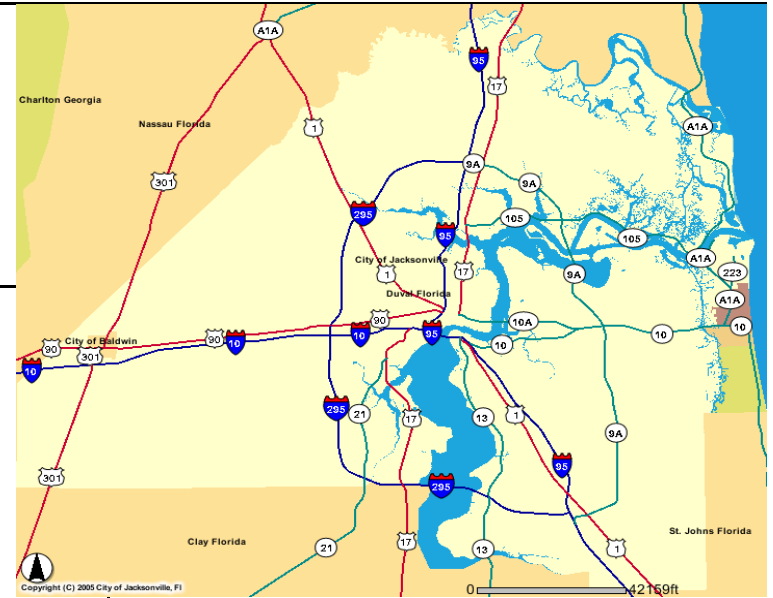 A1A
95
17
Charlton Georgia
Nassau Florida
1
A1A
301
9A
9A
295
105
95
105
City of Jacksonville
A1A
1
17
9A
223
Duval Florida
A1A
90
10A
10
90
City of Baldwin
90
10
10
95
10
10
301
10
295
21
17
13
1
9A
95
301
295
Clay Florida
21
17
13
1
St. Johns Florida
Copyright (C) 2005 City of Jacksonville, Fl
0
42159ft